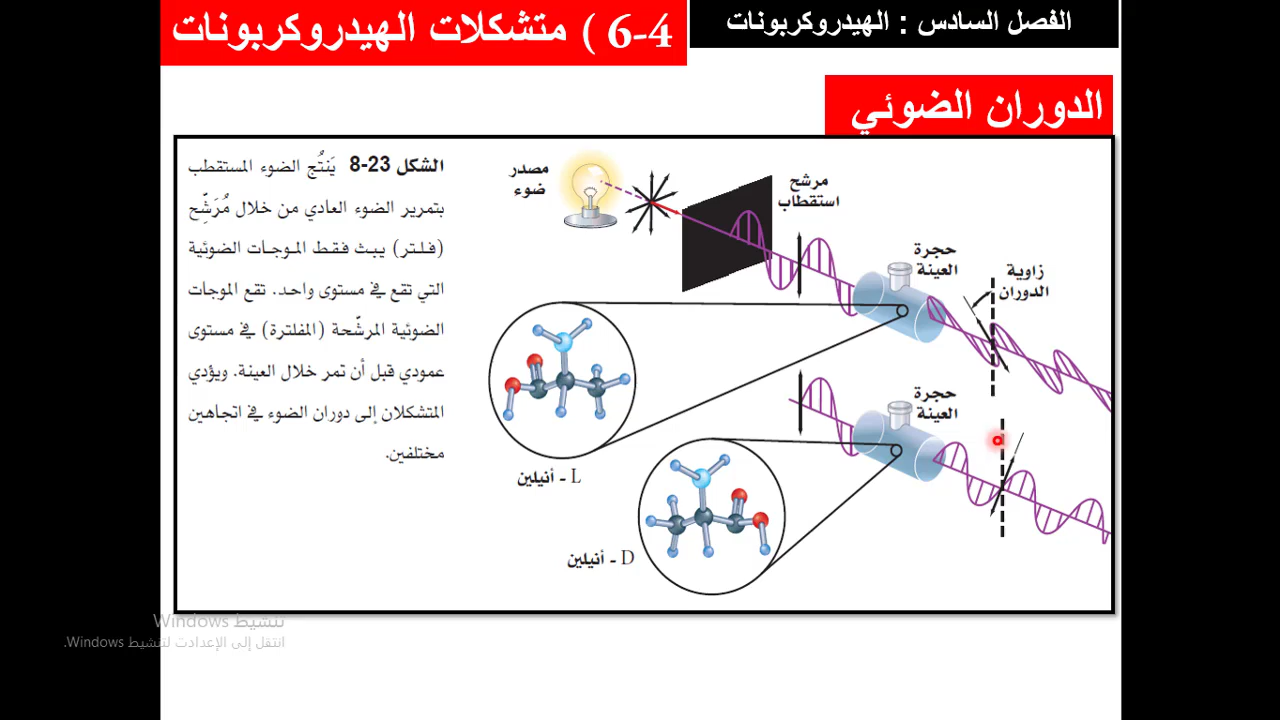 الفصل السادس : الهيدروكربونات
6-4 ) متشكلات الهيدروكربونات
الدوران الضوئي
الشكل 23-8 يَنتُج الضوء المستقطب
بتمرير الضوء العادي من خلال مُرَشِّح
(فلتر) يبث فقط الموجات الضوئية
التي تقع في مستوى واحد. تقع الموجات
الضوئية المرشّحة (المفلترة) في مستوى
عمودي قبل أن تمر خلال العينة. ويؤدي
المتشكلان إلى دوران الضوء في اتجاهين
مختلفين.
مصدر
ضوء
مرشح
استقطاب
حجرة
العينة
زاوية
الدوران
حجرة
العينة
L - أنيلين
D - أنيلين
تنشيط Windows
انتقل إلى الإعدادت لتنشيط Windows.